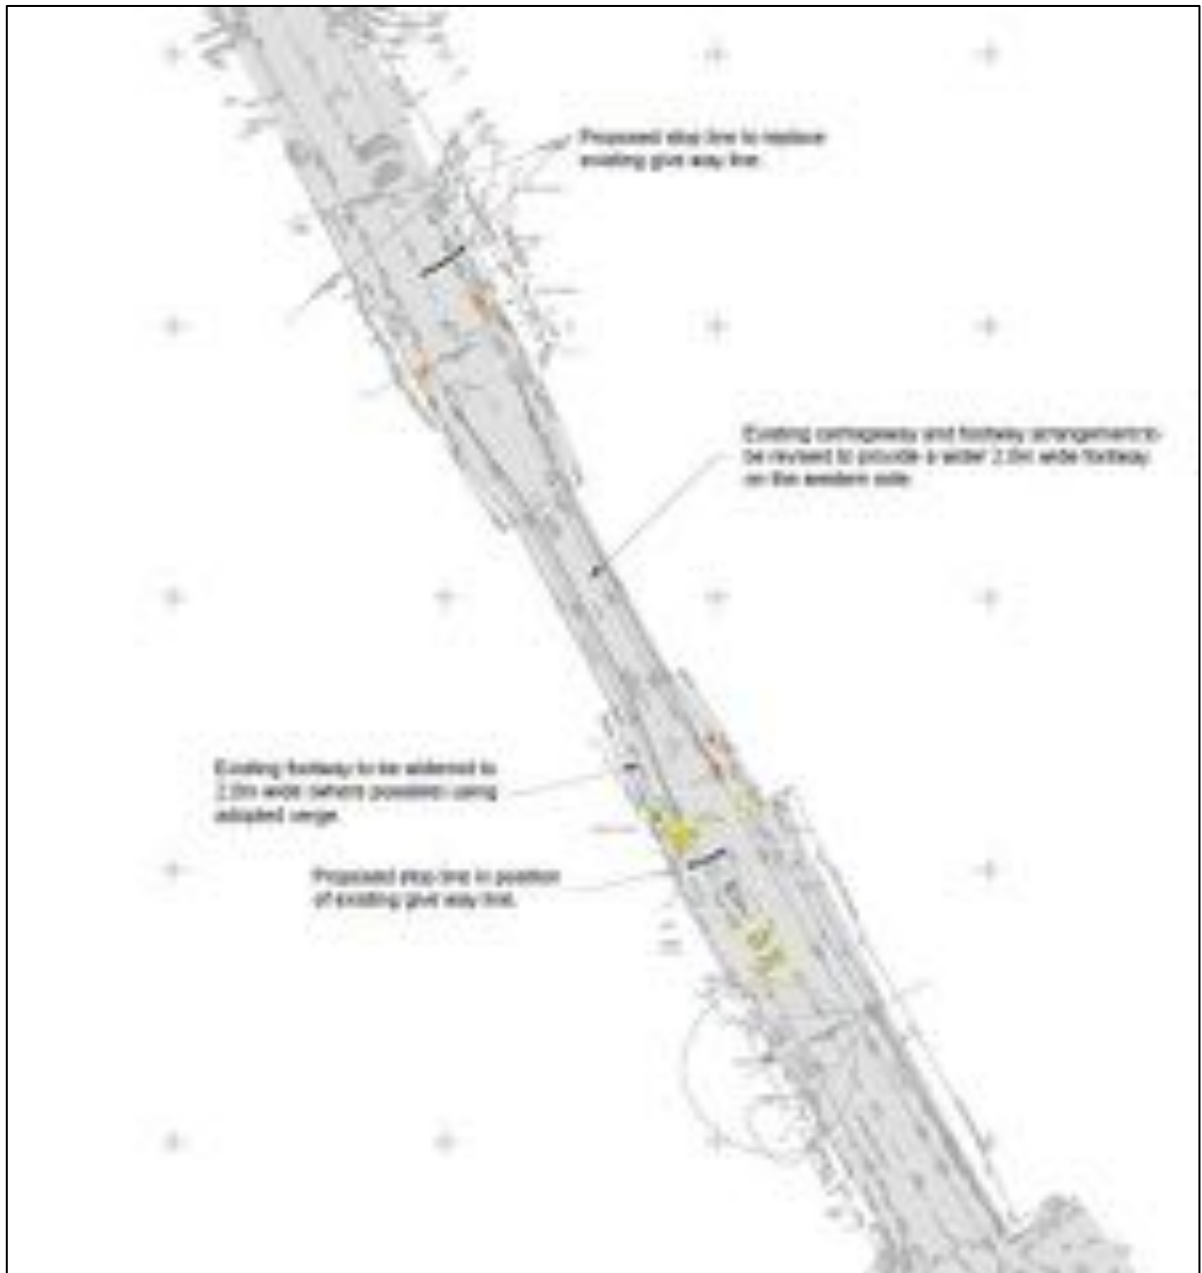 Proposed stop line to replace
existing give way line.
Existing carriageway and footway arrangement to
be revised to provide a wider 2.0m wide footway
on the western side.
Existing footway to be widened to
2.0m wide (where possible) using
adopted verge.
Proposed stop line in position
of existing give way line.